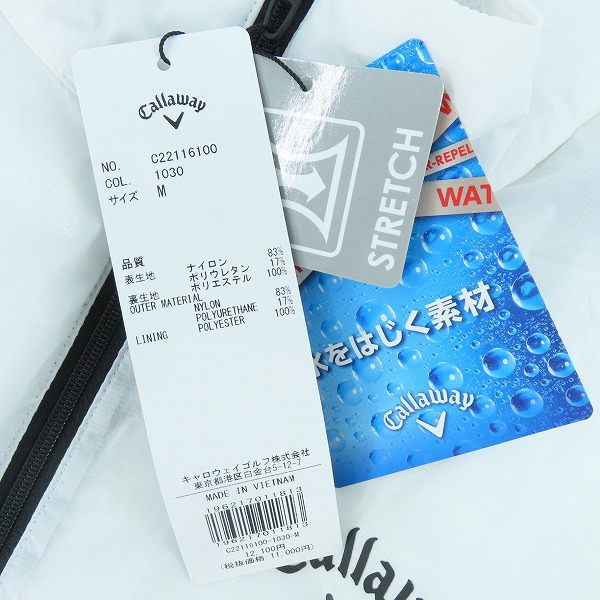 Callaway
NO. C22116100
COL. 1030
サイズ M
品質
表生地 ナイロン 83%
ポリウレタン 17%
裏生地 ポリエステル 100%
OUTER MATERIAL
NYLON 83%
POLYURETHANE 17%
LINING POLYESTER 100%
キャロウェイゴルフ株式会社
東京都港区白金台5-12-7
MADE IN VIETNAM
196217011813
196217011813
C22116100-1030-M
12,100円
(税抜価格 11,000円)
STRETCH
R-REPEL
WAT
水をはじく素材
Callaway
Callaway